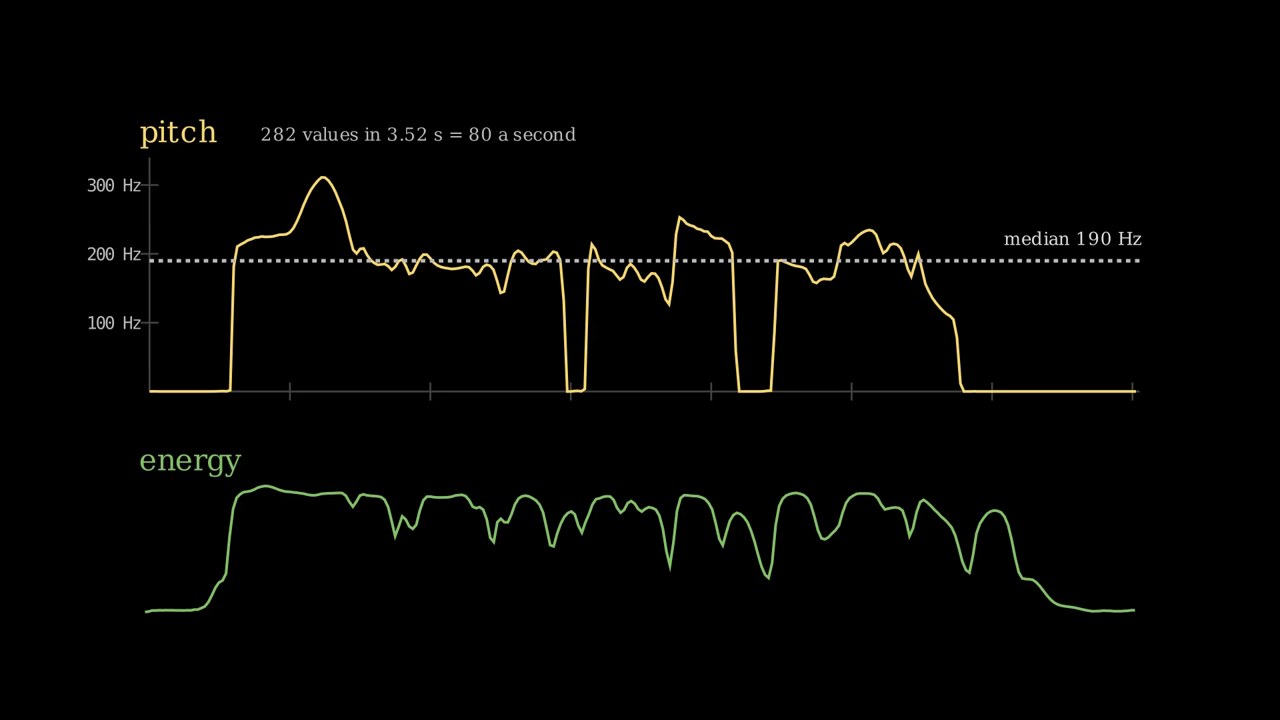 pitch 282 values in 3.52 s = 80 a second
300 Hz
median 190 Hz
200 Hz
100 Hz
energy